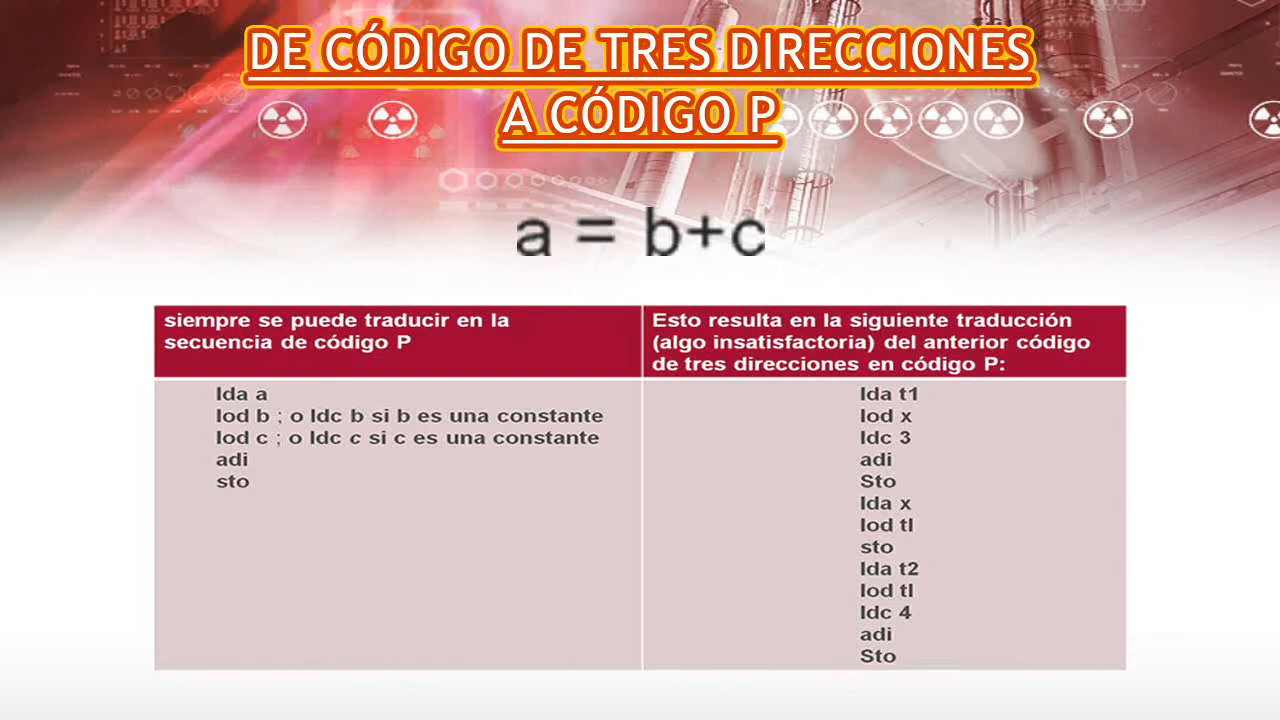 DE CÓDIGO DE TRES DIRECCIONES
A CÓDIGO P
a = b+c
siempre se puede traducir en la
secuencia de código P
Esto resulta en la siguiente traducción
(algo insatisfactoria) del anterior código
de tres direcciones en código P:
lda a
lod b ; o ldc b si b es una constante
lod c ; o ldc c si c es una constante
adi
sto
lda t1
lod x
ldc 3
adi
Sto
lda x
lod tl
sto
lda t2
lod tl
ldc 4
adi
Sto